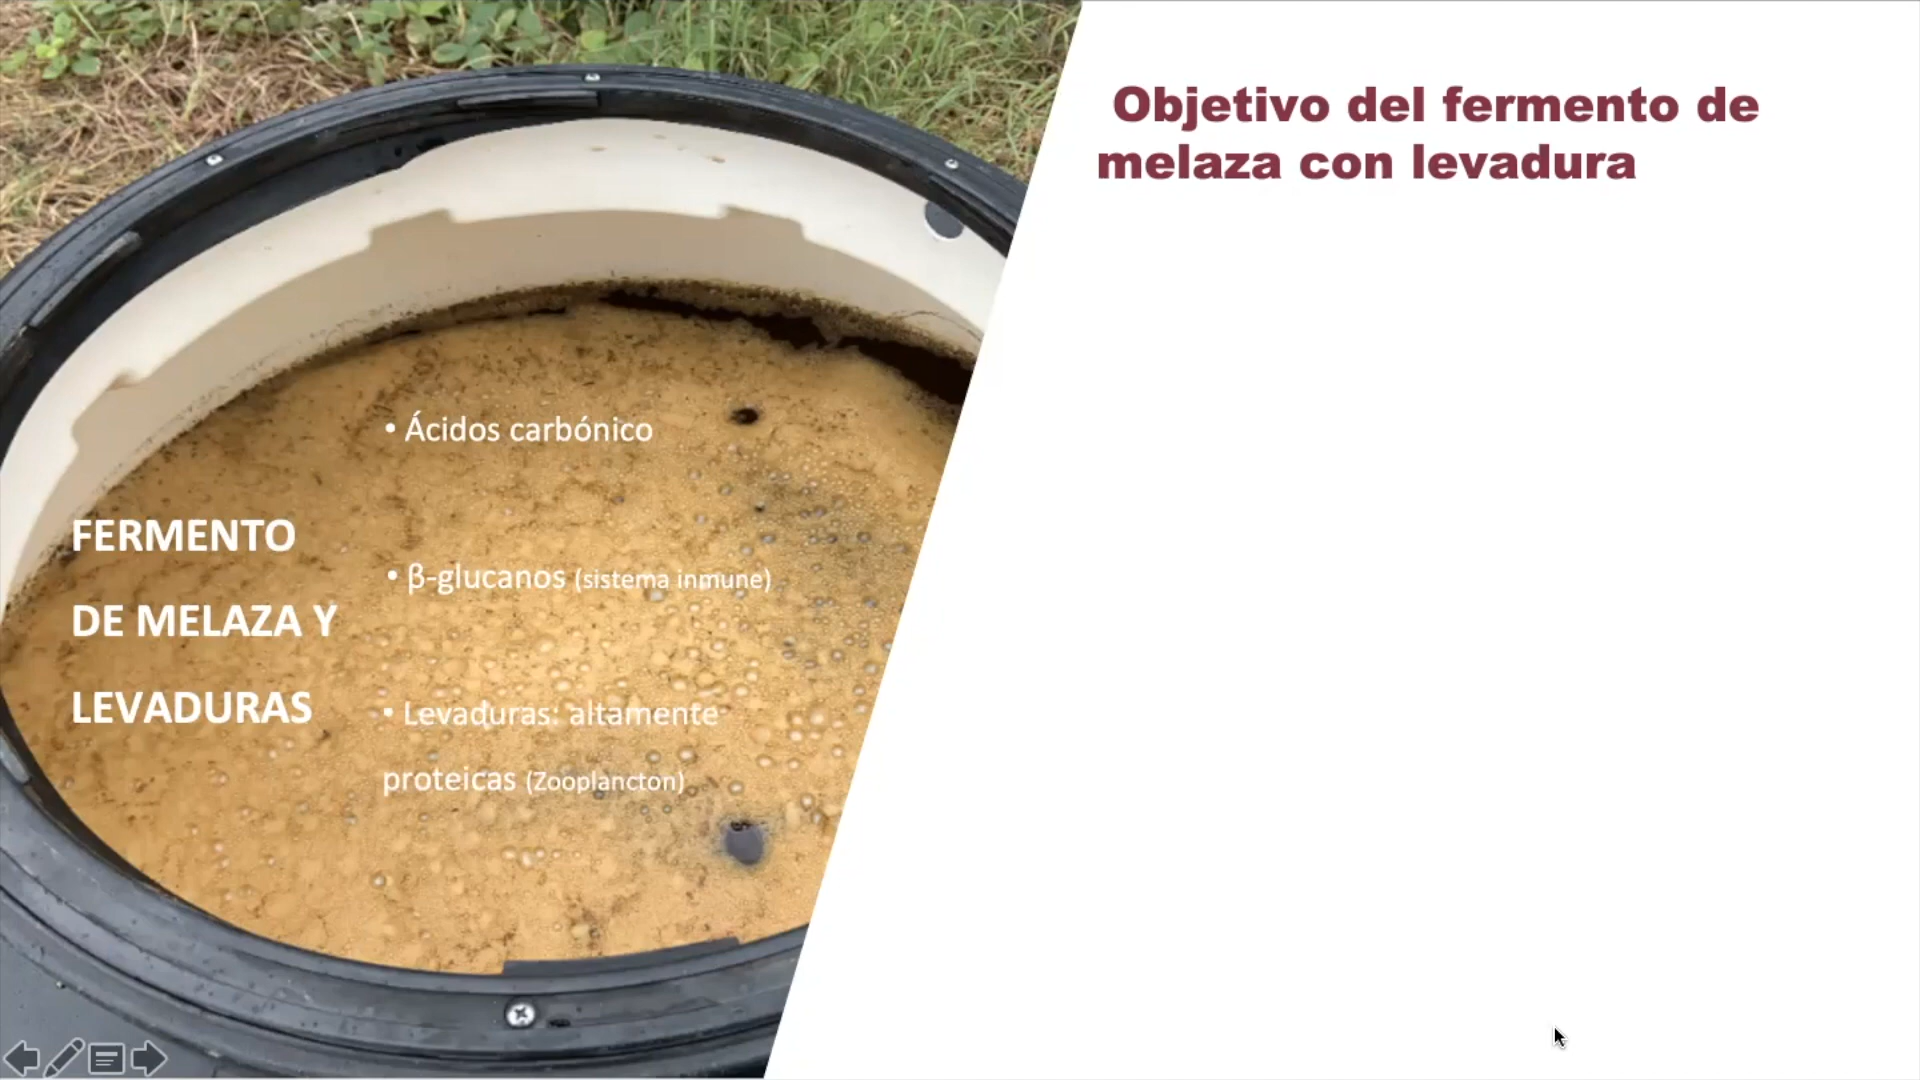 Objetivo del fermento de
melaza con levadura
FERMENTO
DE MELAZA Y
LEVADURAS
• Ácidos carbónico
• β-glucanos (sistema inmune)
• Levaduras: altamente
proteicas (Zooplancton)